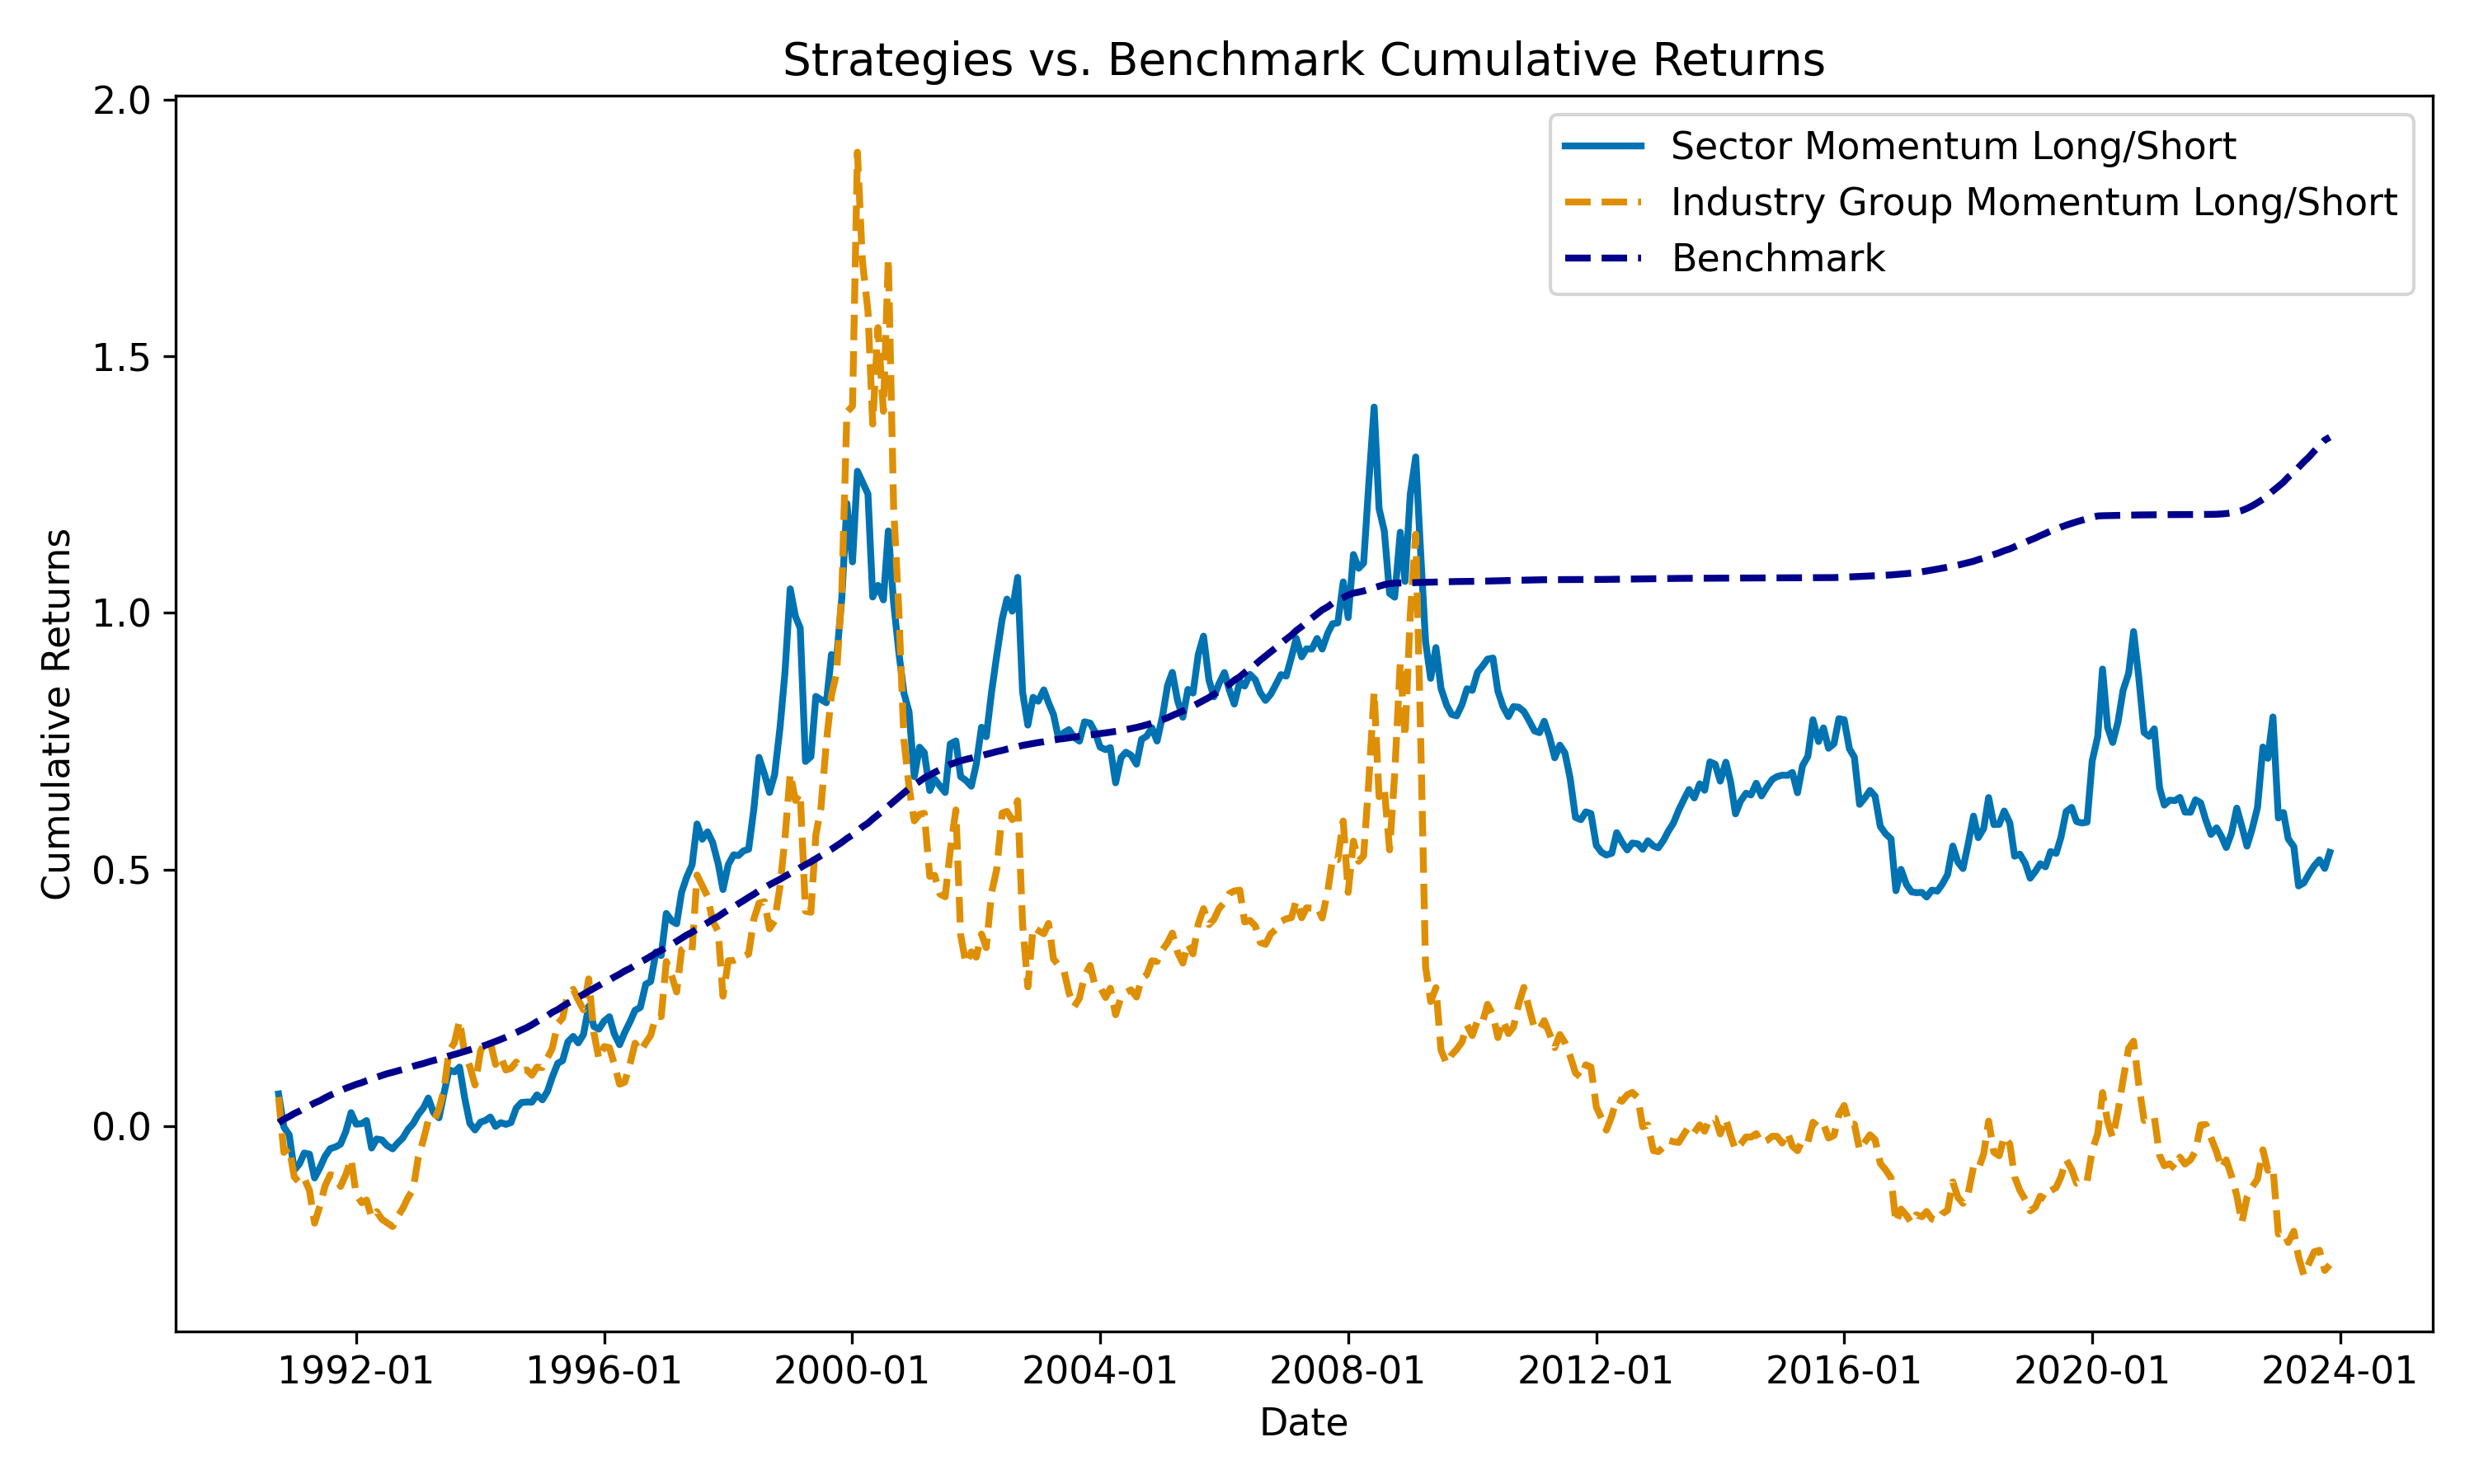 Strategies vs. Benchmark Cumulative Returns
Sector Momentum Long/Short
Industry Group Momentum Long/Short
Benchmark
Cumulative Returns
2.0
1.5
1.0
0.5
0.0
1992-01
1996-01
2000-01
2004-01
2008-01
2012-01
2016-01
2020-01
2024-01
Date